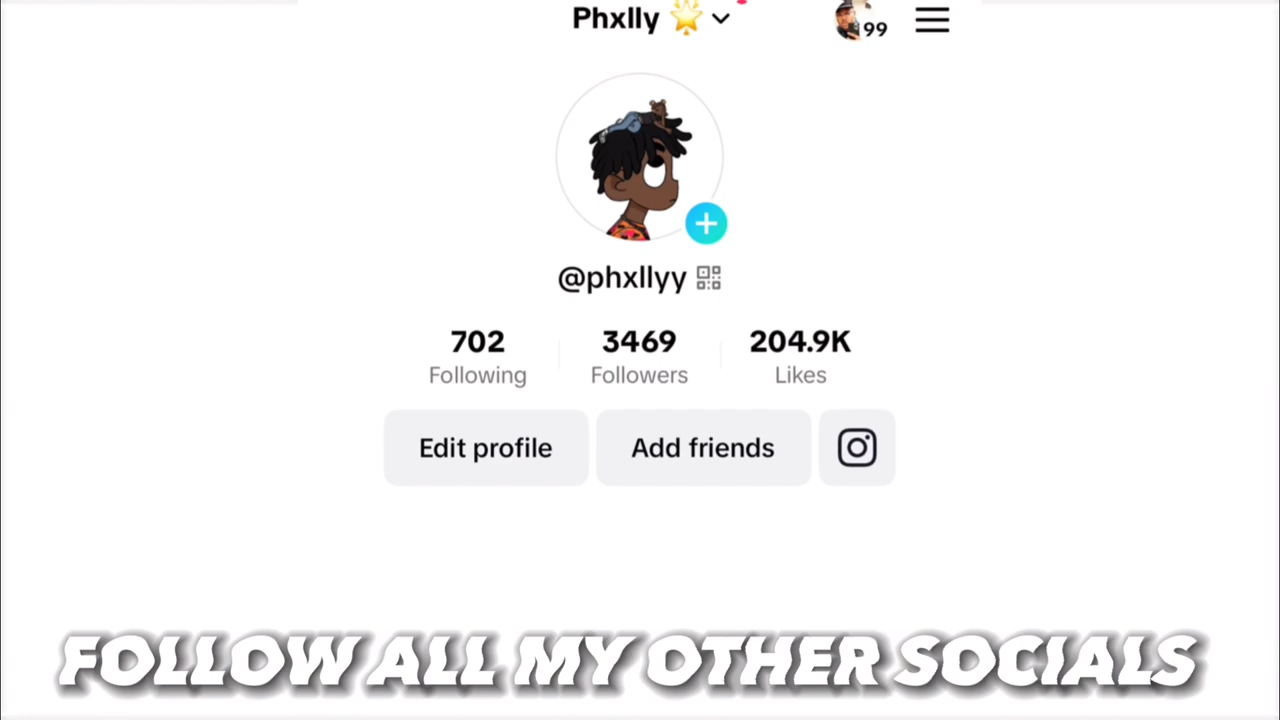 Phxlly 🌟
99
@phxllyy
702 3469 204.9K
Following Followers Likes
Edit profile Add friends
FOLLOW ALL MY OTHER SOCIALS